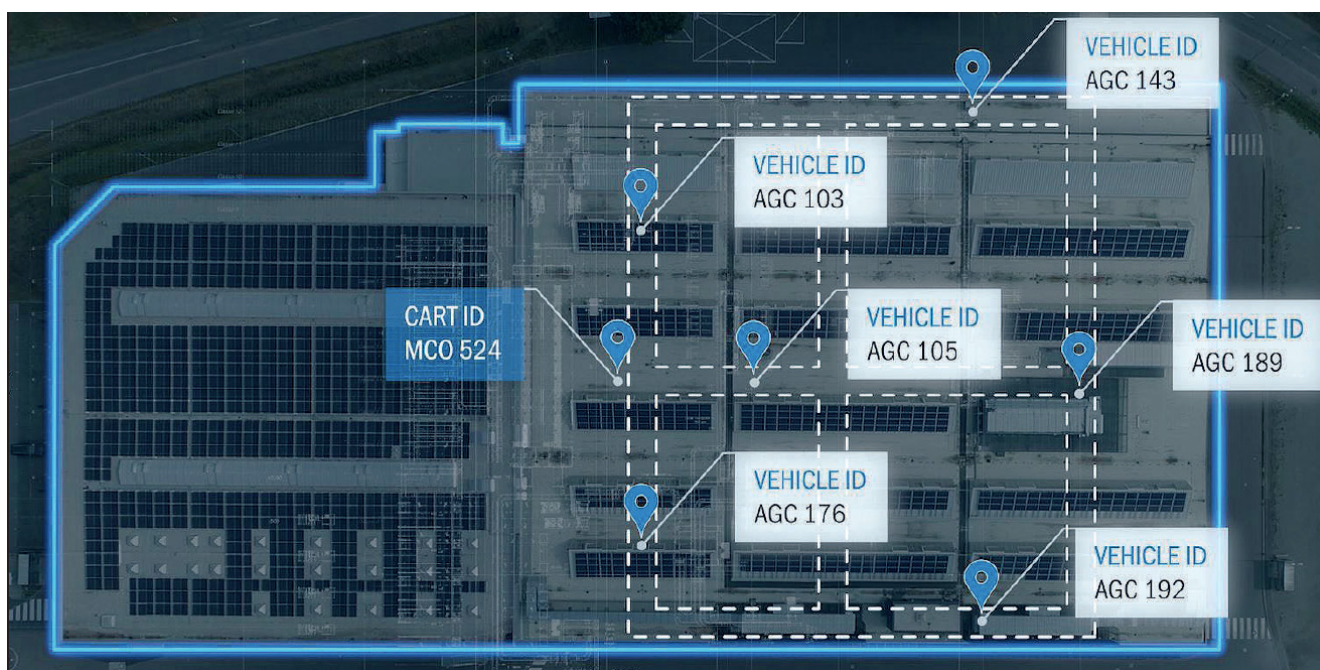 VEHICLE ID
AGC 143
VEHICLE ID
AGC 103
CART ID
MCO 524
VEHICLE ID
AGC 105
VEHICLE ID
AGC 189
VEHICLE ID
AGC 176
VEHICLE ID
AGC 192